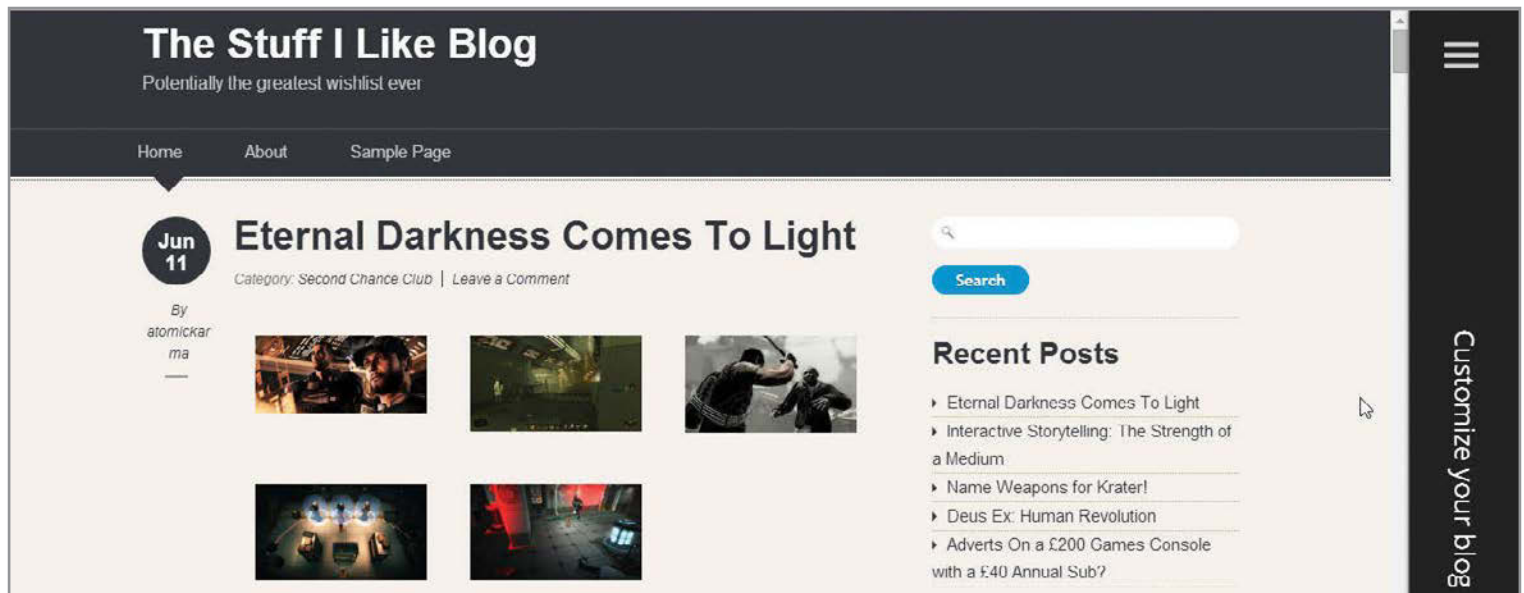 The Stuff I Like Blog
Potentially the greatest wishlist ever
Home About Sample Page
Jun
11
By
atomickar
ma
Eternal Darkness Comes To Light
Category: Second Chance Club | Leave a Comment
Search
Recent Posts
Eternal Darkness Comes To Light
Interactive Storytelling: The Strength of
a Medium
Name Weapons for Krater!
Deus Ex: Human Revolution
Adverts On a £200 Games Console
with a £40 Annual Sub?
Customize your blog